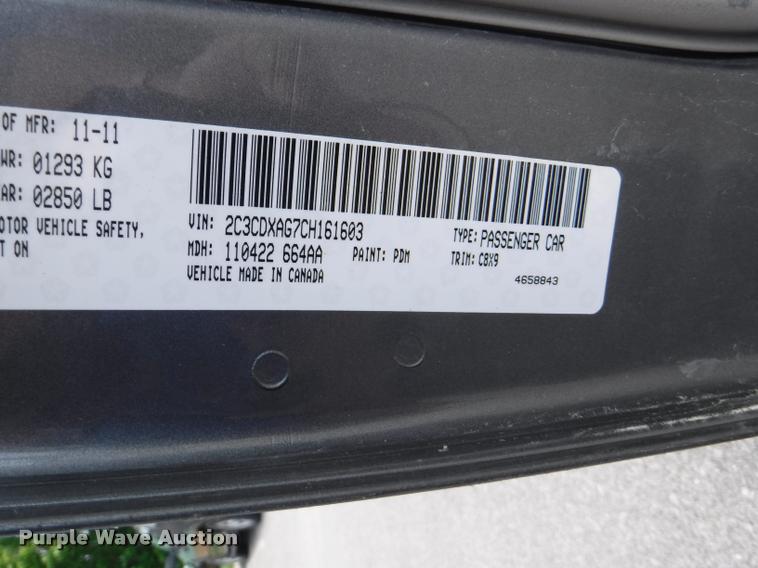 OF MFR: 11-11
WR: 01293 KG
AR: 02850 LB
OTOR VEHICLE SAFETY,
T ON
VIN: 2C3CDXAG7CH161603
TYPE: PASSENGER CAR
MDH: 110422 664AA PAINT: PDM TRIM: C8X9
VEHICLE MADE IN CANADA
4658843
Purple Wave Auction